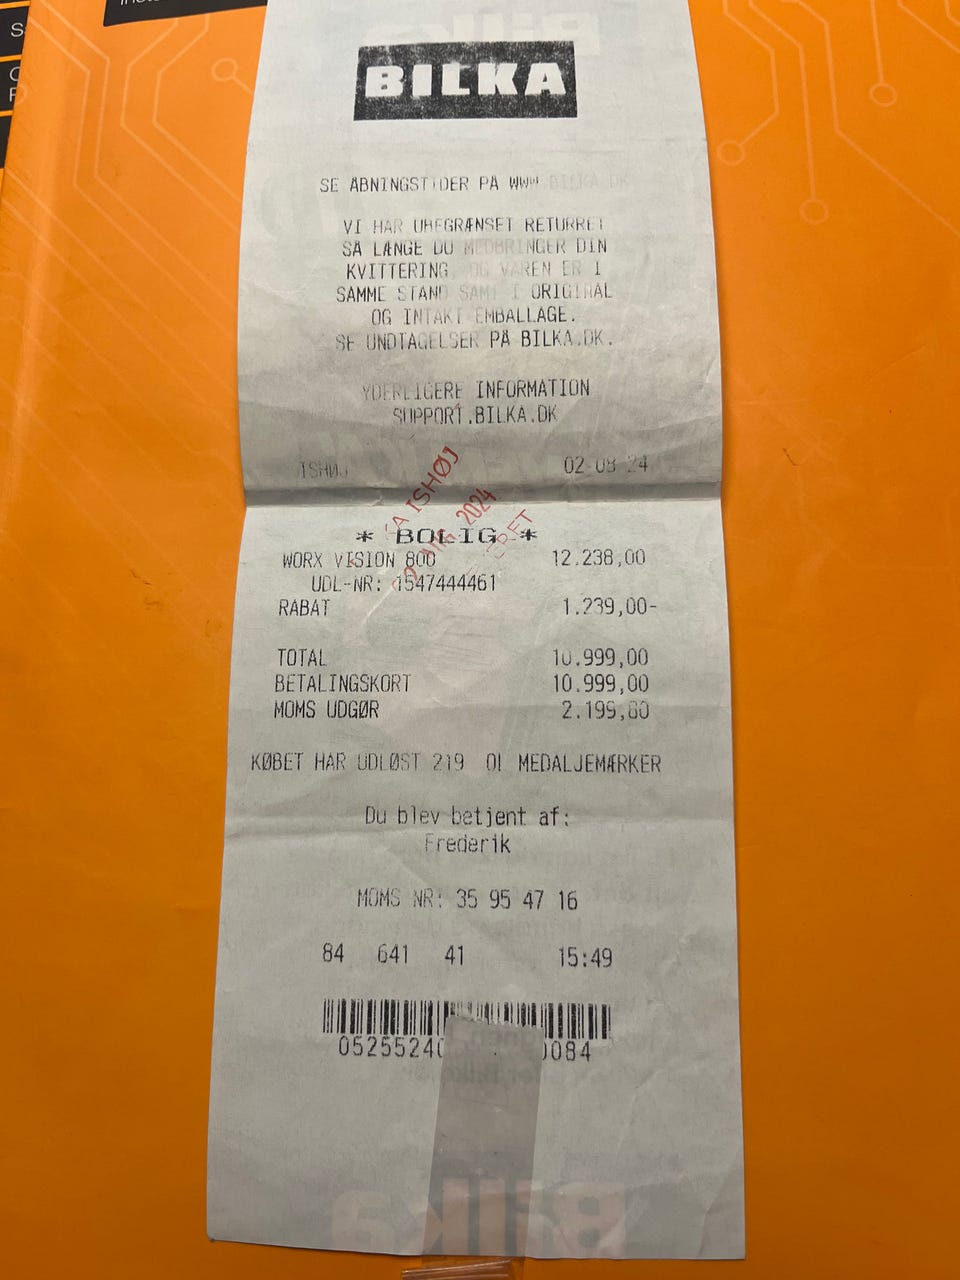 BILKA
SE ÅBNINGSTIDER PÅ WWW BILKA.DK
VI HAR UBEGRÆNSET RETURRET
SÅ LÆNGE DU MEDBRINGER DIN
KVITTERING, OG VAREN ER I
SAMME STAND SAMT I ORIGINAL
OG INTAKT EMBALLAGE.
SE UNDTAGELSER PÅ BILKA.DK.
YDERLIGERE INFORMATION
SUPPORT.BILKA.DK
ISHØJ 02-08 24
ISHØJ
2024
* BOLIG *
WORX VISION 800 12.238,00
UDL-NR: 1547444461
RABAT 1.239,00-
TOTAL 10.999,00
BETALINGSKORT 10.999,00
MOMS UDGØR 2.199,80
KØBET HAR UDLØST 219 OL MEDALJEMÆRKER
Du blev betjent af:
Frederik
MOMS NR: 35 95 47 16
84 641 41 15:49
0525524 0084